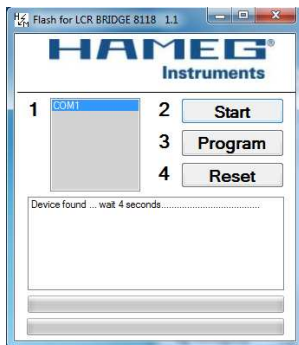 Flash for LCR BRIDGE 8118 1.1
HAMEG®
Instruments
1 COM1 2 Start
3 Program
4 Reset
Device found ... wait 4 seconds.......................................